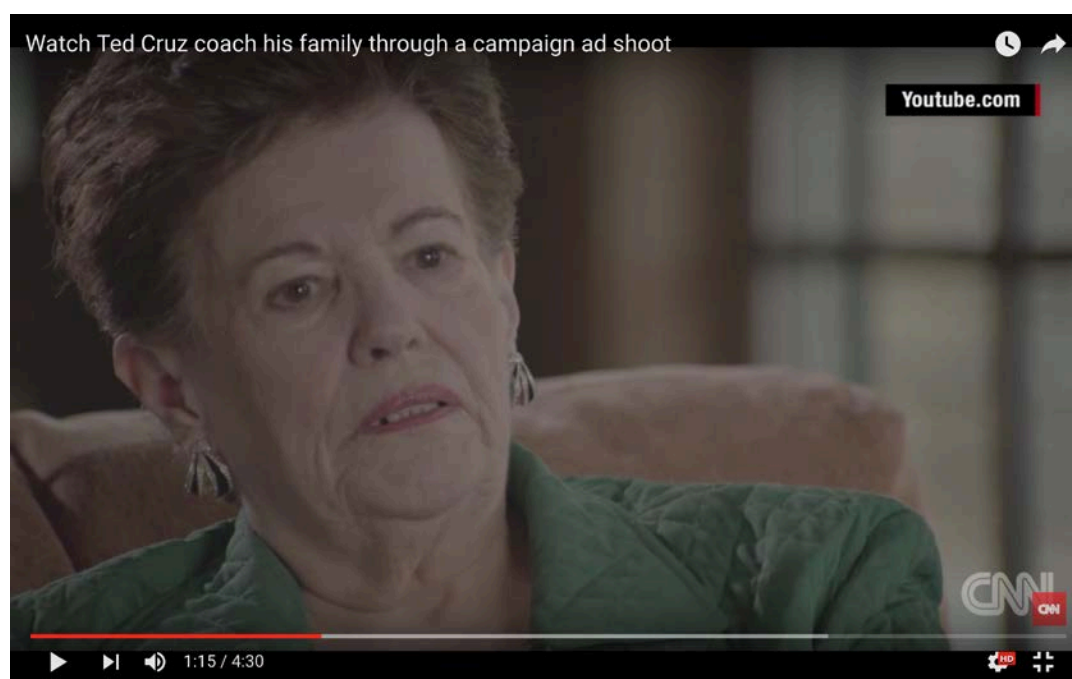 Watch Ted Cruz coach his family through a campaign ad shoot
Youtube.com
CNN
CNN
1:15 / 4:30
HD